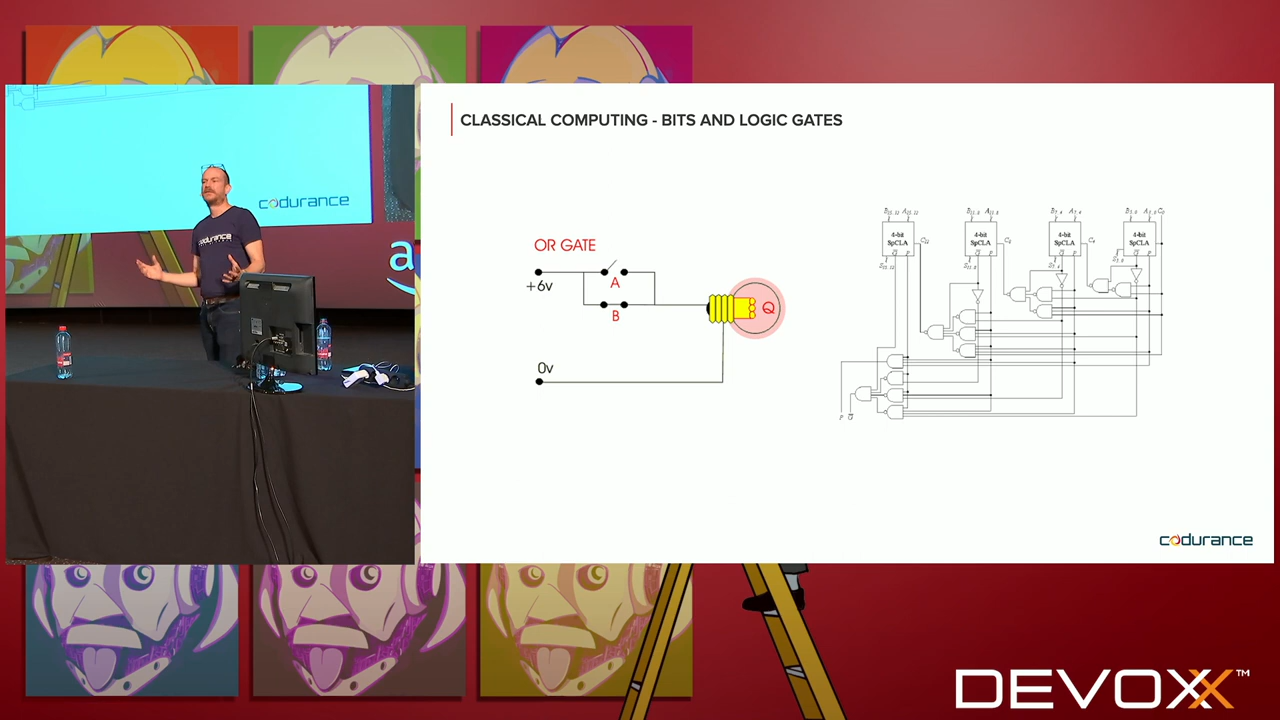 CLASSICAL COMPUTING - BITS AND LOGIC GATES
OR GATE
+6v
A
B
Q
0v
4-bit
SpCLA
4-bit
SpCLA
4-bit
SpCLA
4-bit
SpCLA
codurance
codurance
codurance
a
DEVOXX™